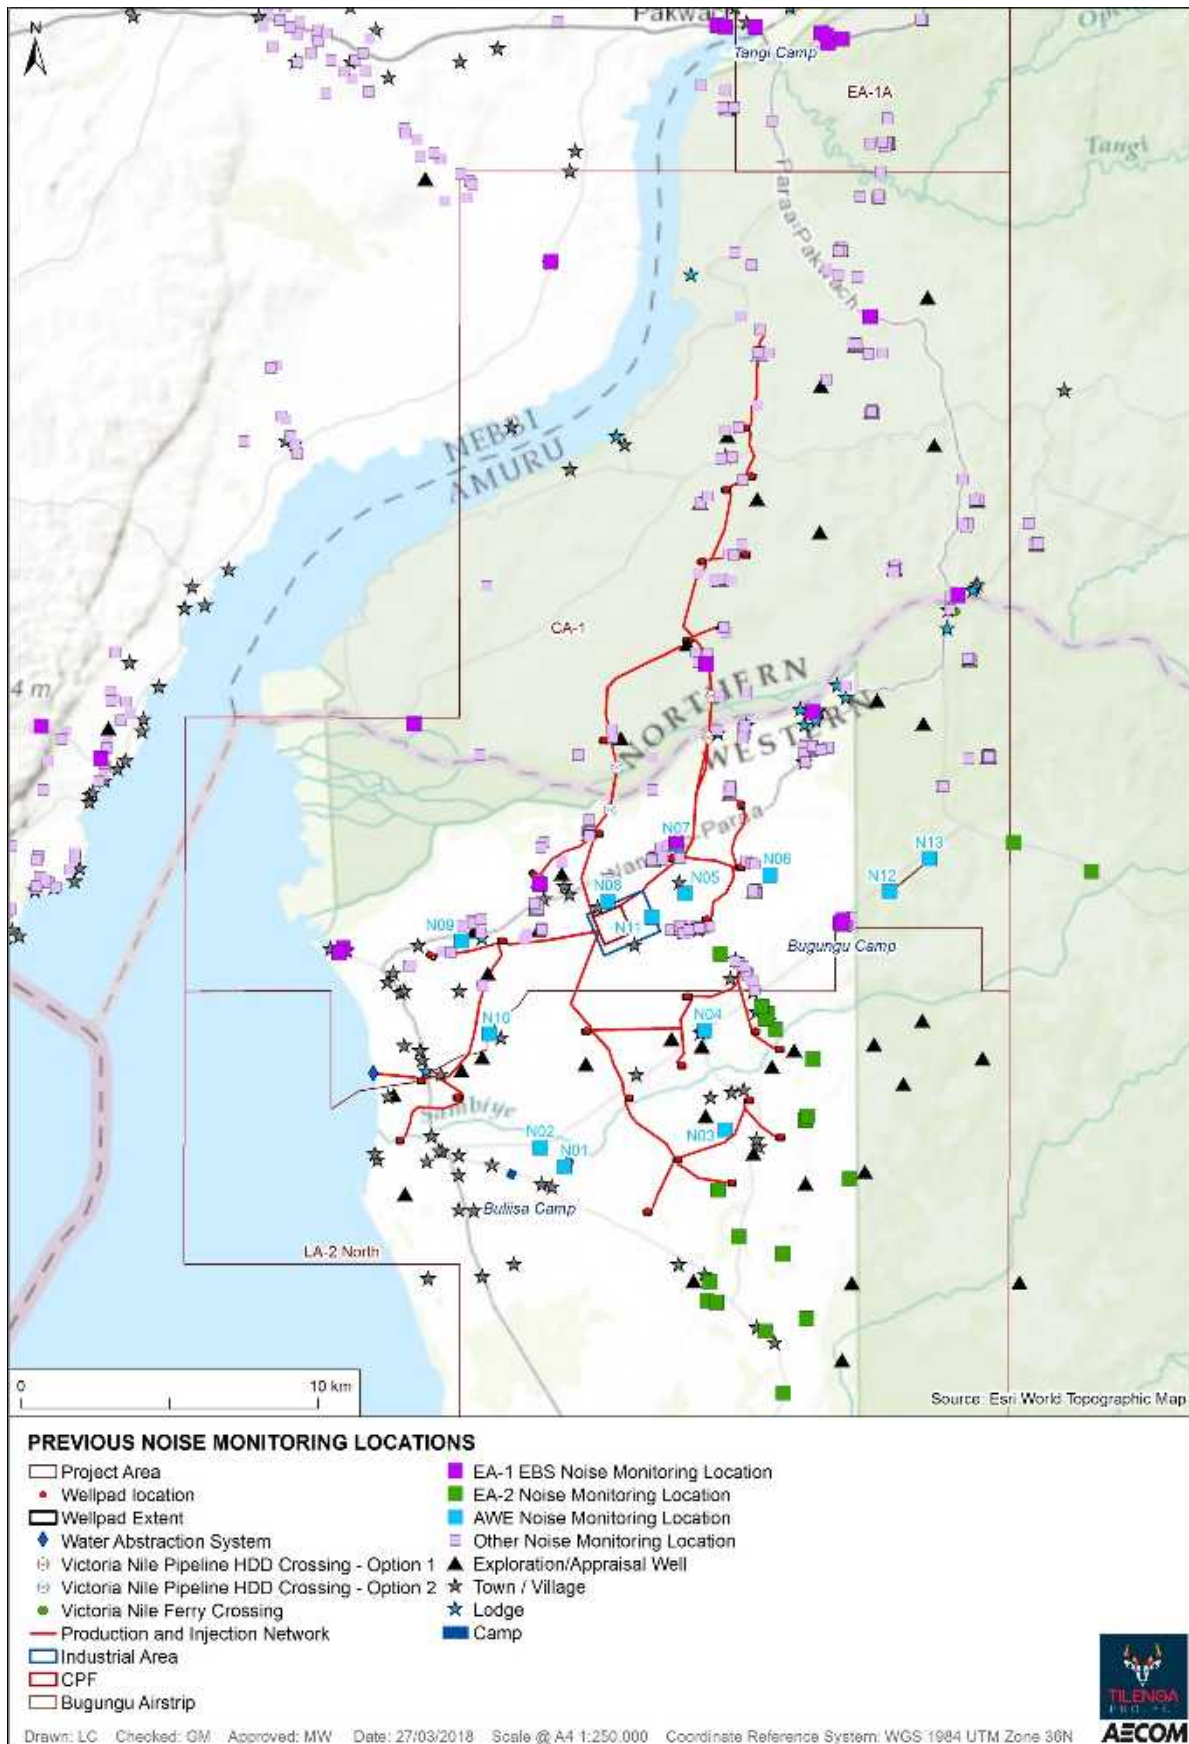 N
Pakwach
Tangi Camp
EA-1A
Tangi
Paraa-Pakwach
NEBBI
AMURU
CA-1
4 m
NORTHERN
WESTERN
Paraa
N07
N13
N06
N12
N05
N08
N11
N09
Bugungu Camp
N10
N04
Sambiye
N03
N02
N01
Buliisa Camp
LA-2 North
0 10 km
Source: Esri World Topographic Map
PREVIOUS NOISE MONITORING LOCATIONS
Project Area
Wellpad location
Wellpad Extent
Water Abstraction System
Victoria Nile Pipeline HDD Crossing - Option 1
Victoria Nile Pipeline HDD Crossing - Option 2
Victoria Nile Ferry Crossing
Production and Injection Network
Industrial Area
CPF
Bugungu Airstrip
EA-1 EBS Noise Monitoring Location
EA-2 Noise Monitoring Location
AWE Noise Monitoring Location
Other Noise Monitoring Location
Exploration/Appraisal Well
Town / Village
Lodge
Camp
TILENGA
PROJECT
AECOM
Drawn: LC Checked: GM Approved: MW Date: 27/03/2018 Scale @ A4 1:250,000 Coordinate Reference System: WGS 1984 UTM Zone 36N